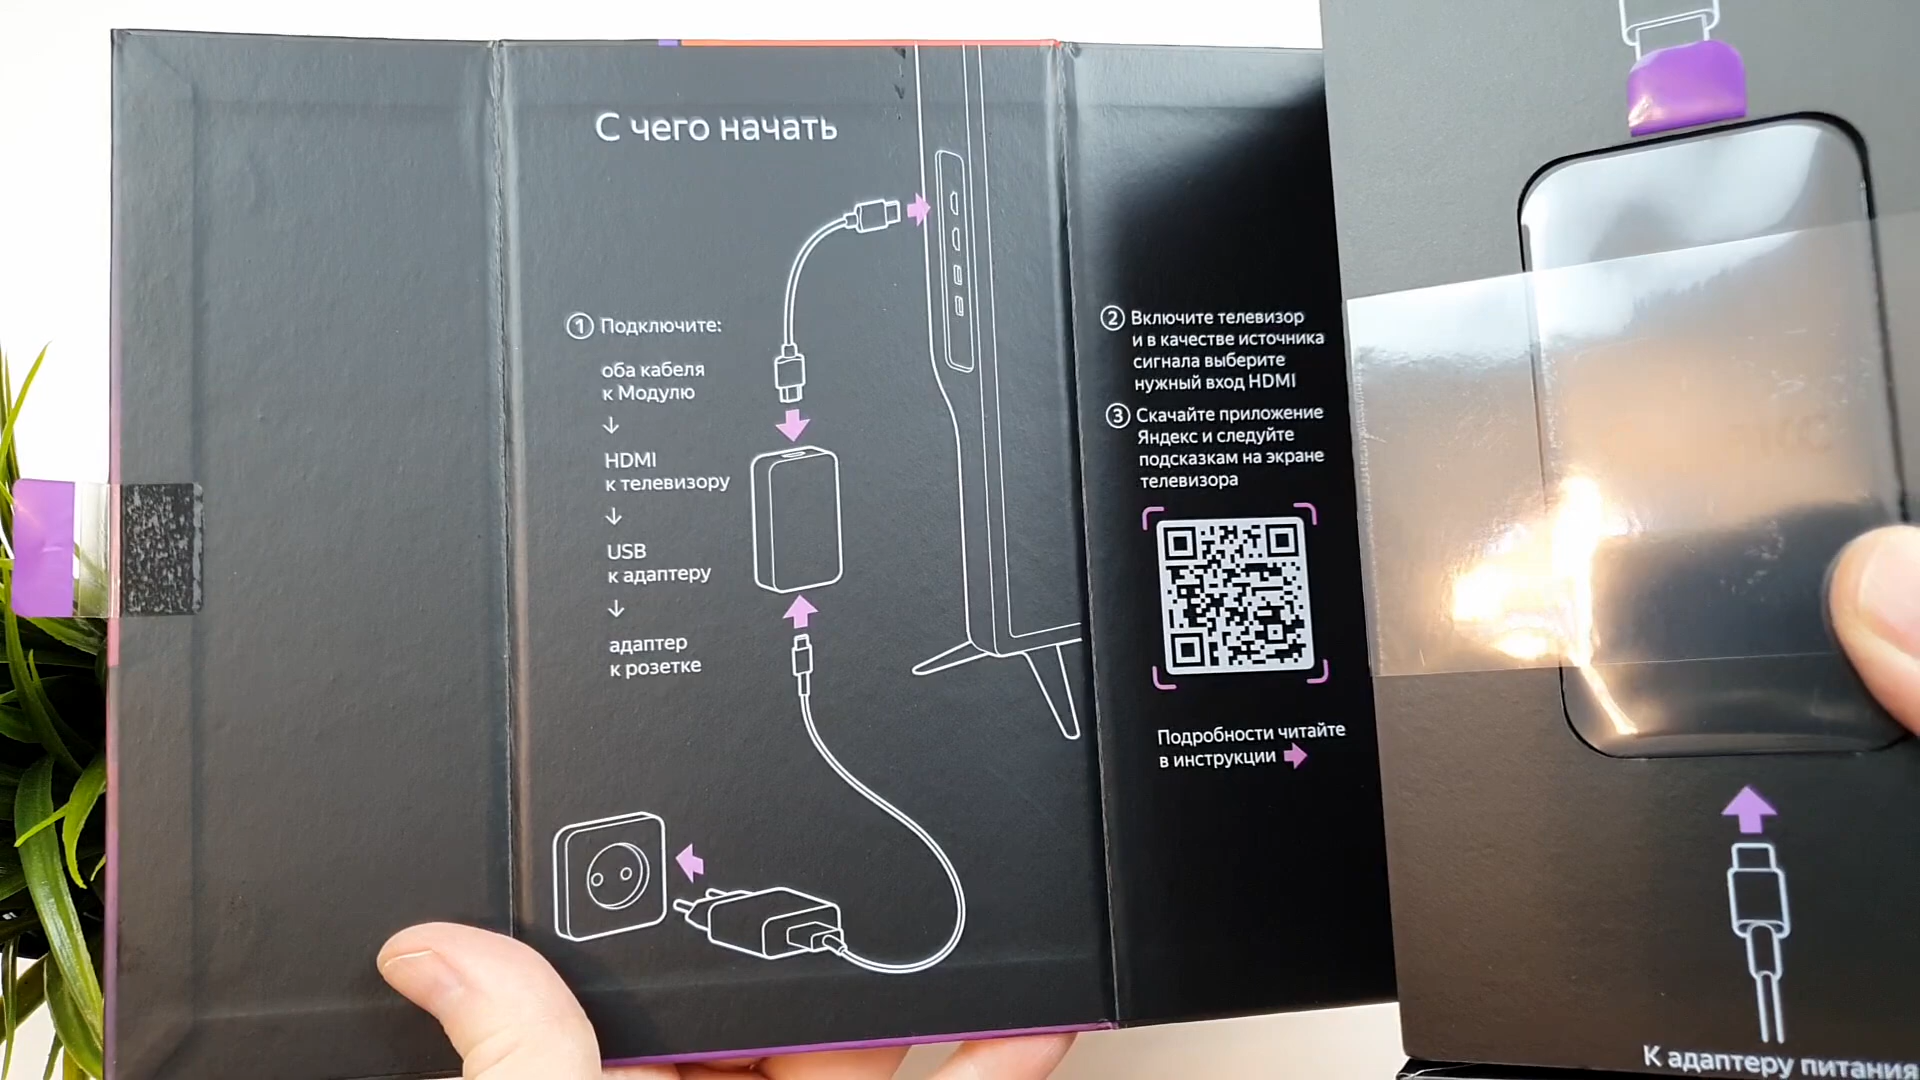 С чего начать
1 Подключите:
оба кабеля
к Модулю
↓
HDMI
к телевизору
↓
USB
к адаптеру
↓
адаптер
к розетке
2 Включите телевизор
и в качестве источника
сигнала выберите
нужный вход HDMI
3 Скачайте приложение
Яндекс и следуйте
подсказкам на экране
телевизора
Подробности читайте
в инструкции
К адаптеру питания